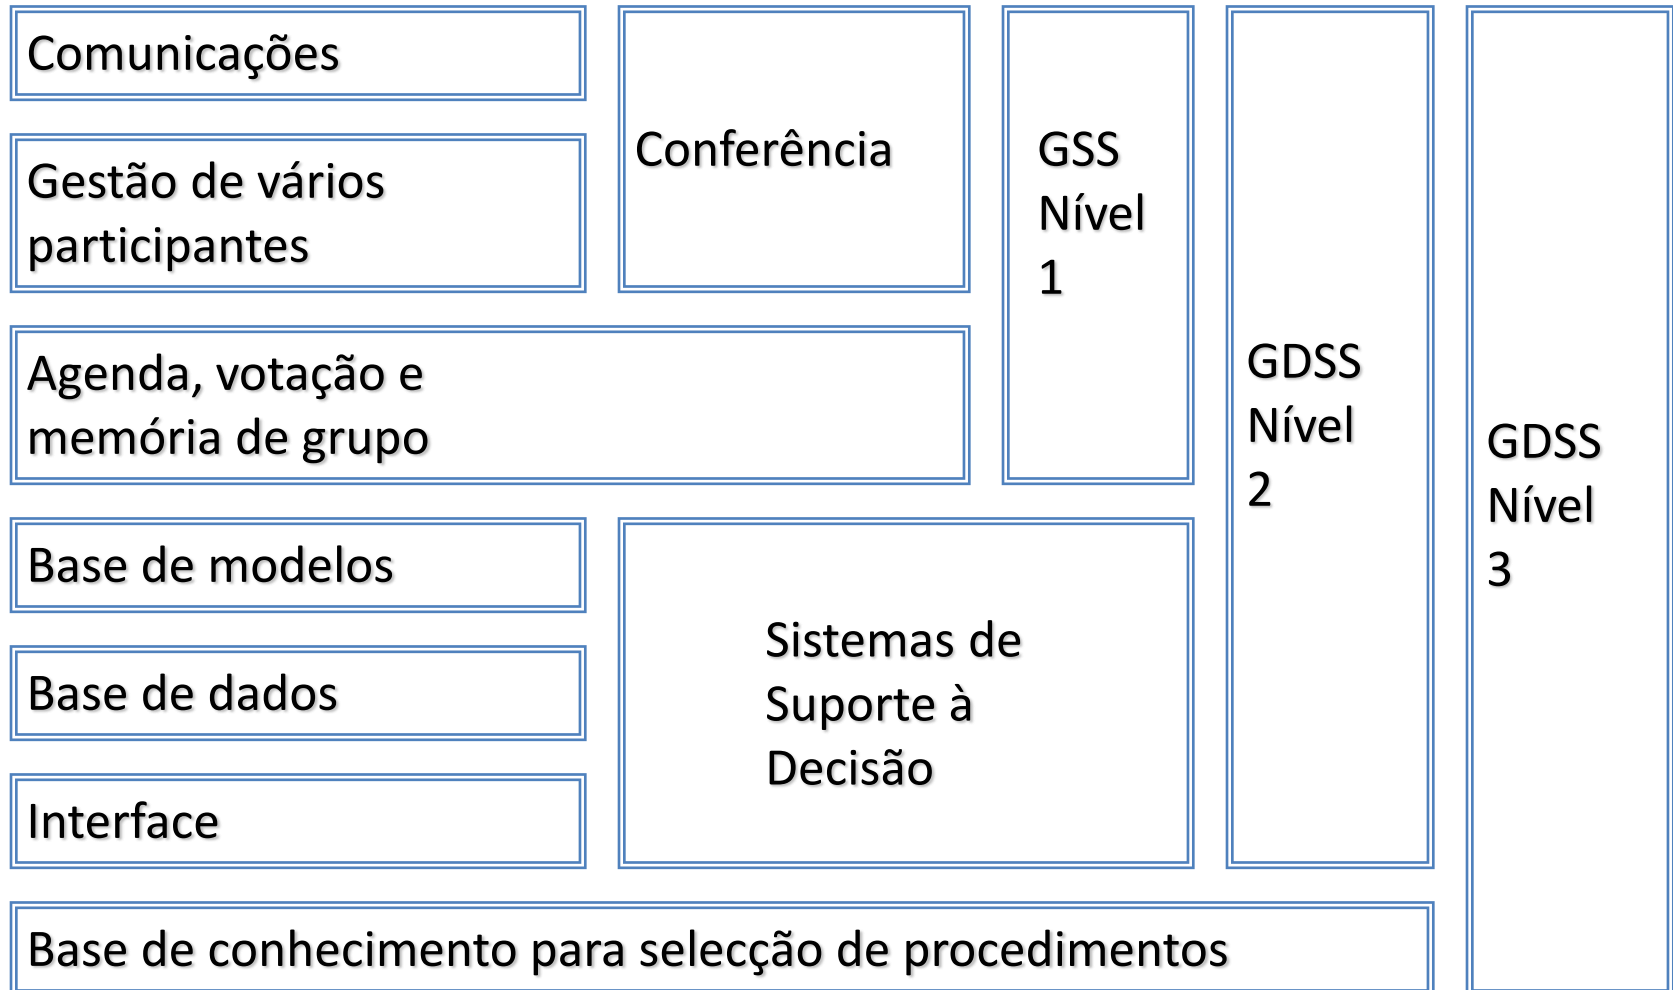 Comunicações
Gestão de vários
participantes
Conferência
GSS
Nível
1
Agenda, votação e
memória de grupo
GDSS
Nível
2
GDSS
Nível
3
Base de modelos
Base de dados
Interface
Sistemas de
Suporte à
Decisão
Base de conhecimento para selecção de procedimentos